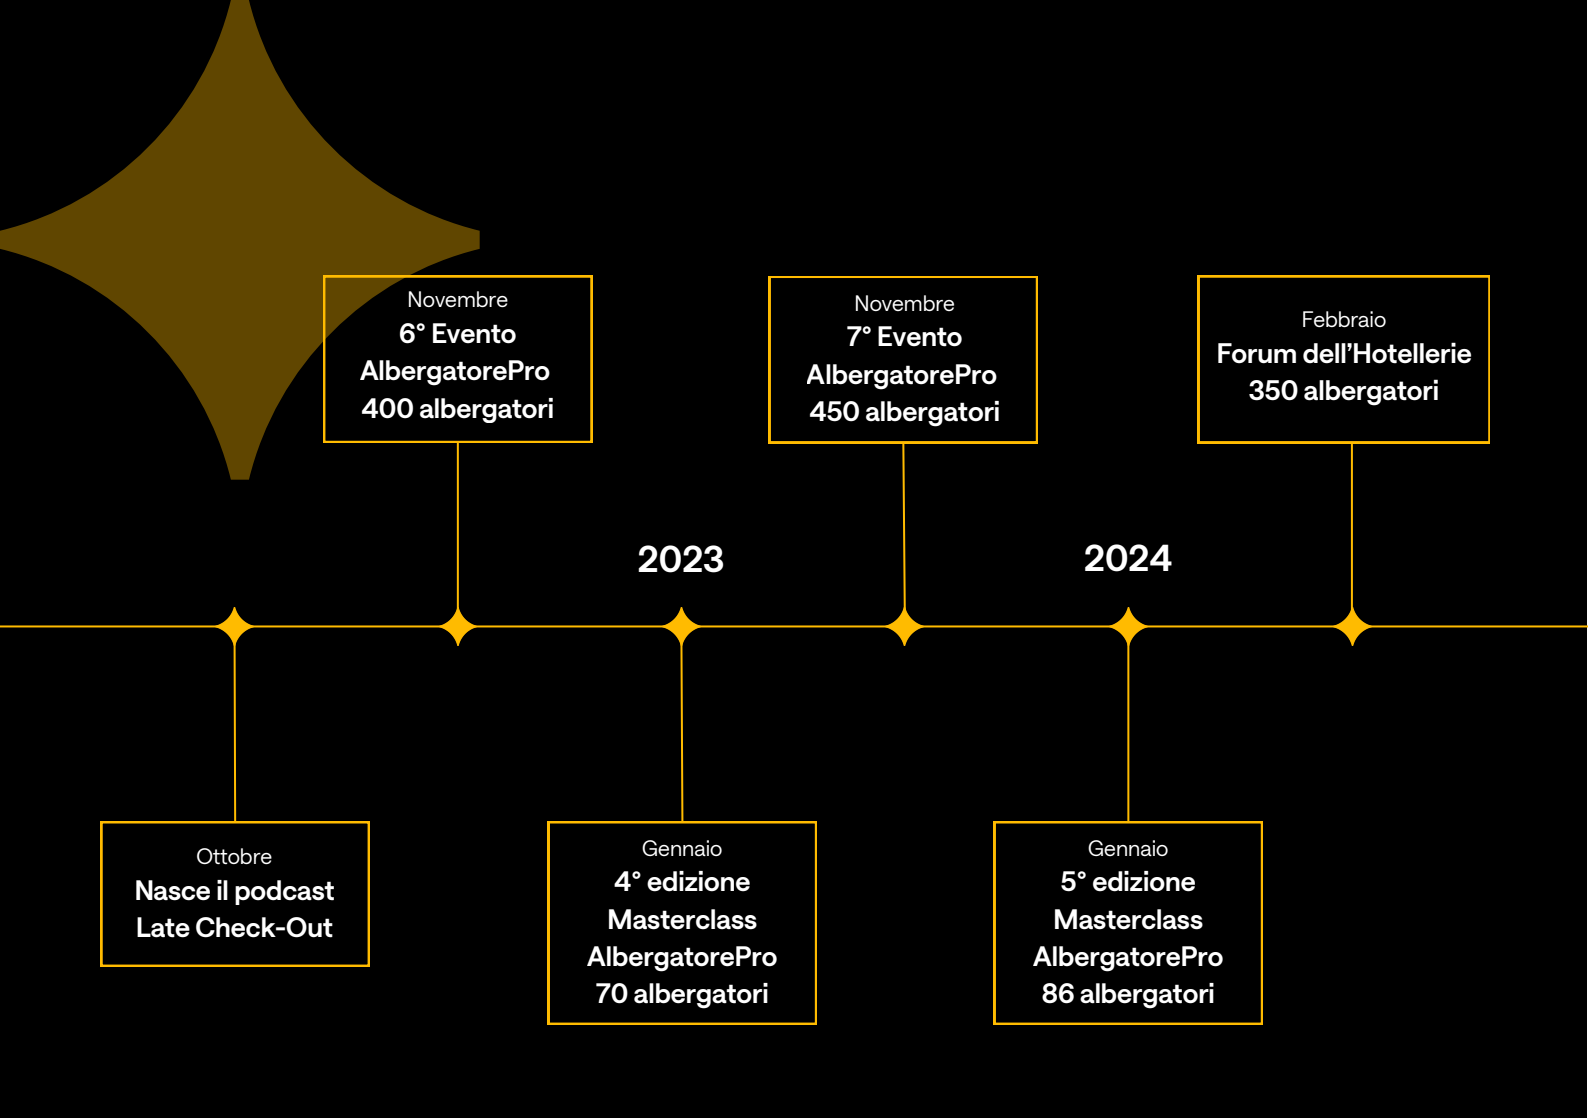 Novembre
6° Evento
AlbergatorePro
400 albergatori
Novembre
7° Evento
AlbergatorePro
450 albergatori
Febbraio
Forum dell’Hotellerie
350 albergatori
2023
2024
Ottobre
Nasce il podcast
Late Check-Out
Gennaio
4° edizione
Masterclass
AlbergatorePro
70 albergatori
Gennaio
5° edizione
Masterclass
AlbergatorePro
86 albergatori